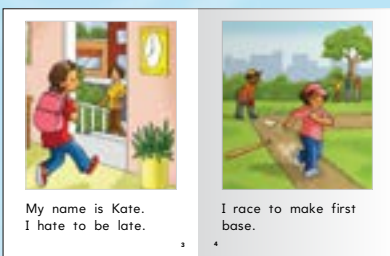 My name is Kate.
I hate to be late.
3
I race to make first
base.
4